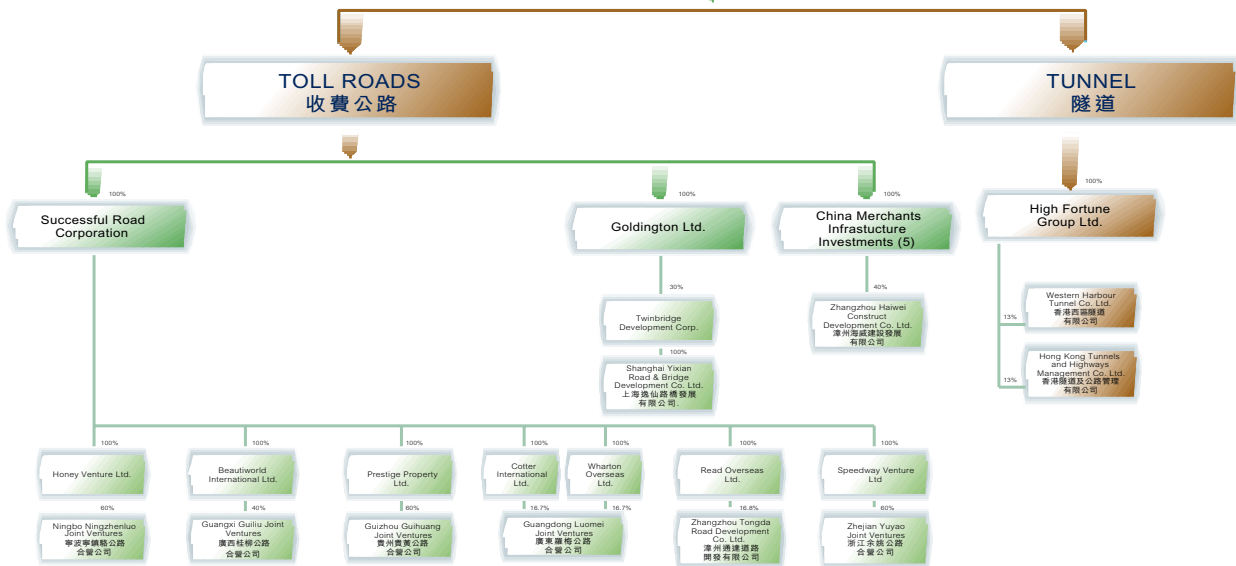 TOLL ROADS
收費公路
TUNNEL
隧道
100%
100%
100%
100%
Successful Road
Corporation
Goldington Ltd.
China Merchants
Infrastucture
Investments (5)
High Fortune
Group Ltd.
30%
40%
Twinbridge
Development Corp.
Zhangzhou Haiwei
Construct
Development Co. Ltd.
漳州海威建設發展
有限公司
13%
Western Harbour
Tunnel Co. Ltd.
香港西區隧道
有限公司
100%
Shanghai Yixian
Road & Bridge
Development Co. Ltd.
上海逸仙路橋發展
有限公司.
13%
Hong Kong Tunnels
and Highways
Management Co. Ltd.
香港隧道及公路管理
有限公司
100%
100%
100%
100%
100%
100%
100%
Honey Venture Ltd.
Beautiworld
International Ltd.
Prestige Property
Ltd.
Cotter
International
Ltd.
Wharton
Overseas
Ltd.
Read Overseas
Ltd.
Speedway Venture
Ltd
60%
40%
60%
16.7%
16.7%
16.8%
60%
Ningbo Ningzhenluo
Joint Ventures
寧波寧鎮駱公路
合營公司
Guangxi Guiliu Joint
Ventures
廣西桂柳公路
合營公司
Guizhou Guihuang
Joint Ventures
貴州貴黃公路
合營公司
Guangdong Luomei
Joint Ventures
廣東羅梅公路
合營公司
Zhangzhou Tongda
Road Development
Co. Ltd.
漳州通達道路
開發有限公司
Zhejian Yuyao
Joint Ventures
浙江余姚公路
合營公司